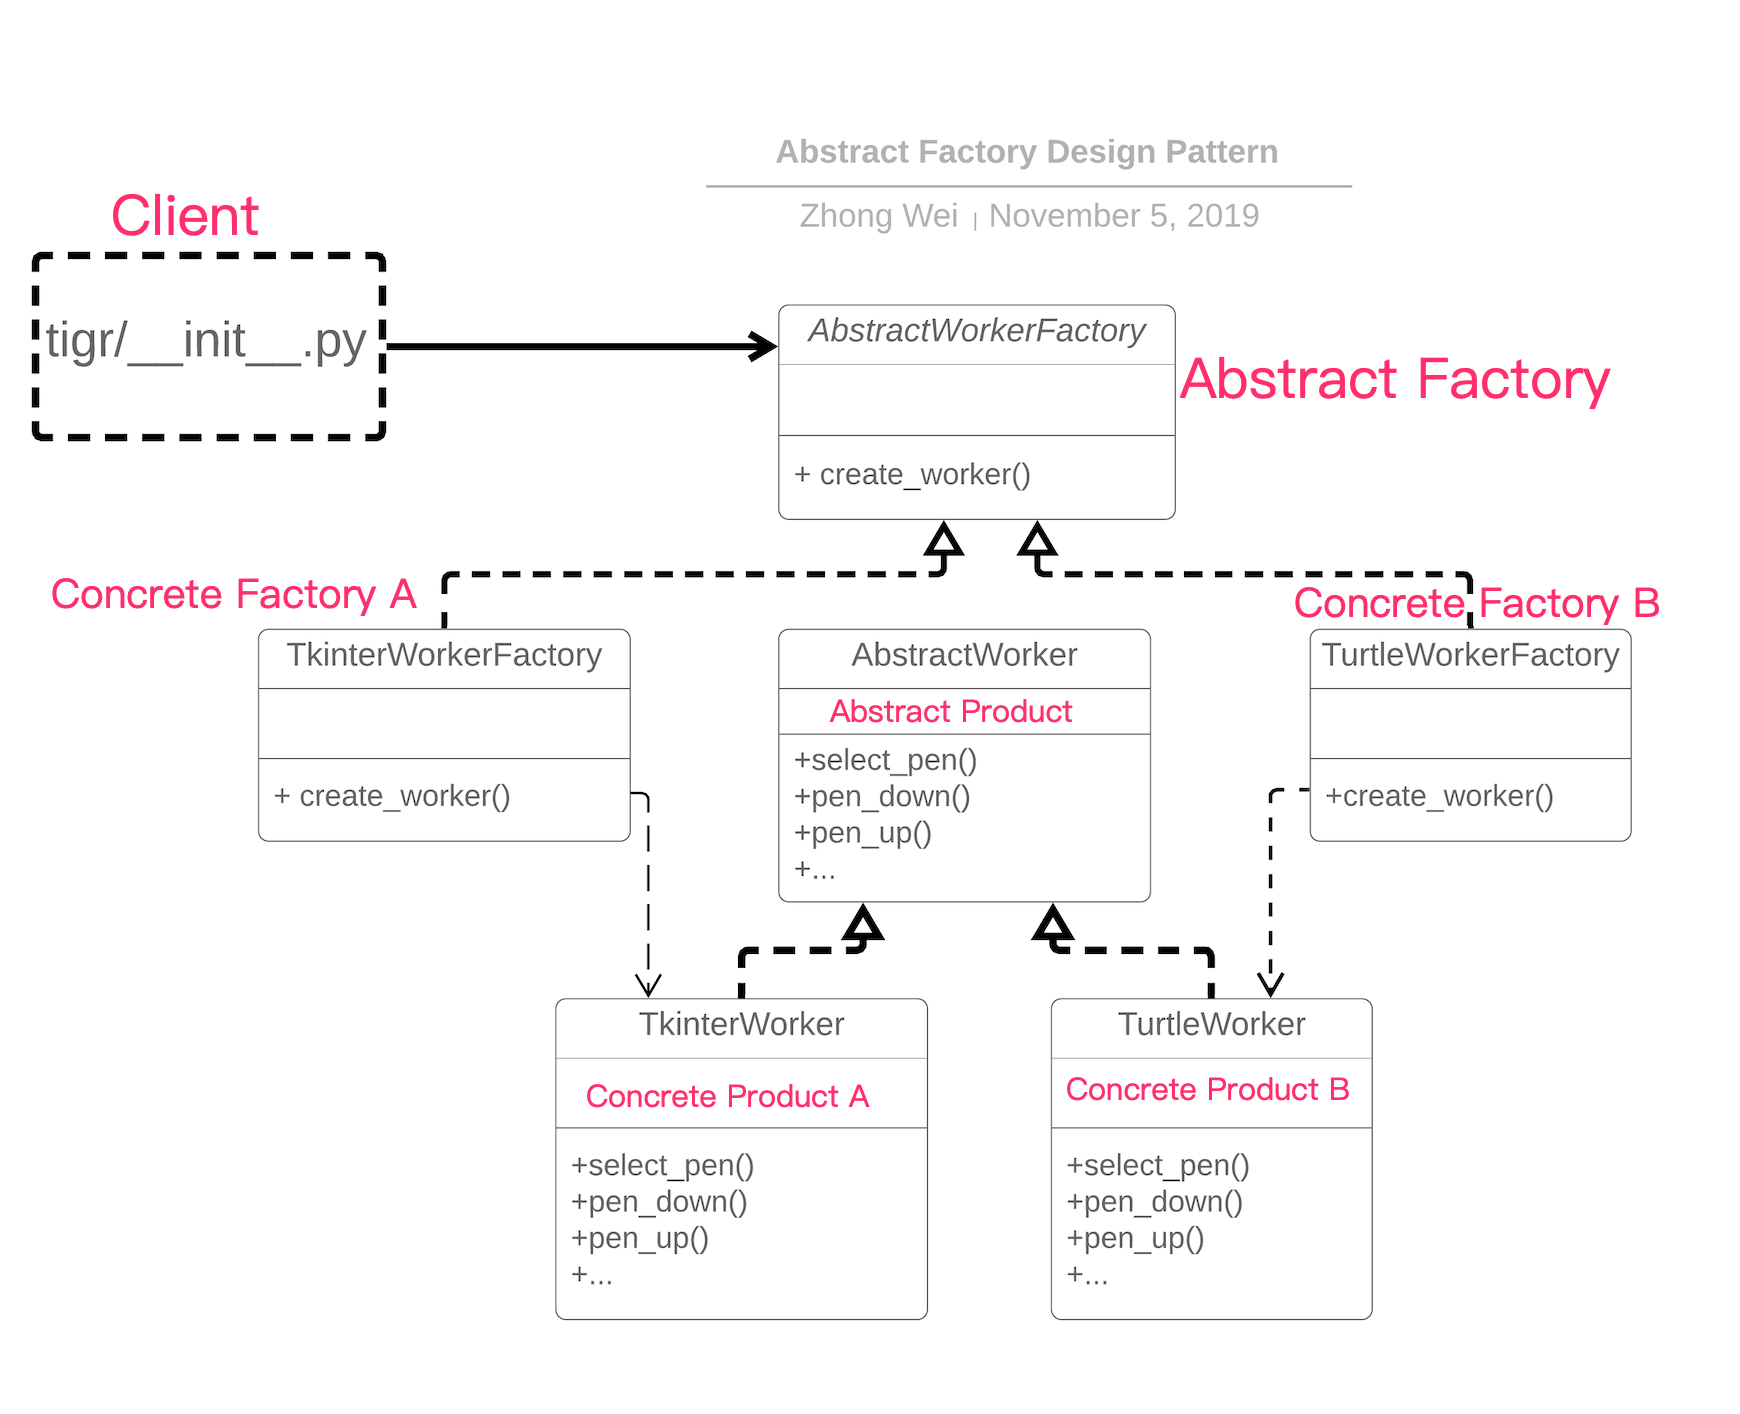 Abstract Factory Design Pattern
Zhong Wei | November 5, 2019
Client
tigr/__init__.py
AbstractWorkerFactory
Abstract Factory
+ create_worker()
Concrete Factory A
Concrete Factory B
TkinterWorkerFactory
+ create_worker()
AbstractWorker
Abstract Product
+select_pen()
+pen_down()
+pen_up()
+...
TurtleWorkerFactory
+create_worker()
TkinterWorker
Concrete Product A
+select_pen()
+pen_down()
+pen_up()
+...
TurtleWorker
Concrete Product B
+select_pen()
+pen_down()
+pen_up()
+...